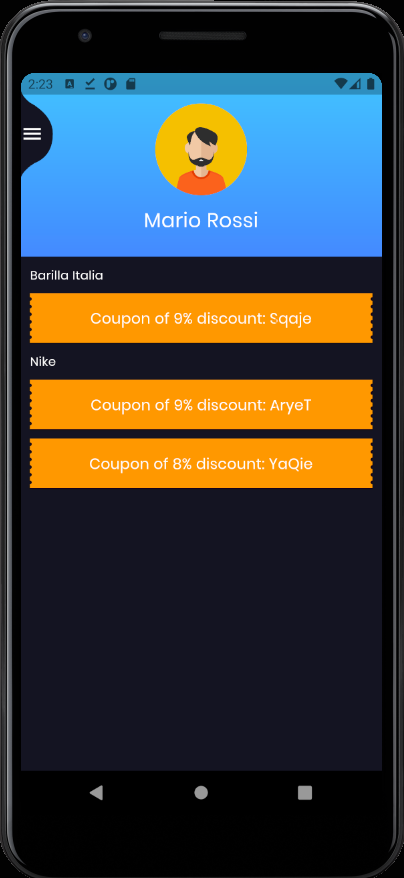 2:23
Mario Rossi
Barilla Italia
Coupon of 9% discount: Sqaje
Nike
Coupon of 9% discount: AryeT
Coupon of 8% discount: YaQie